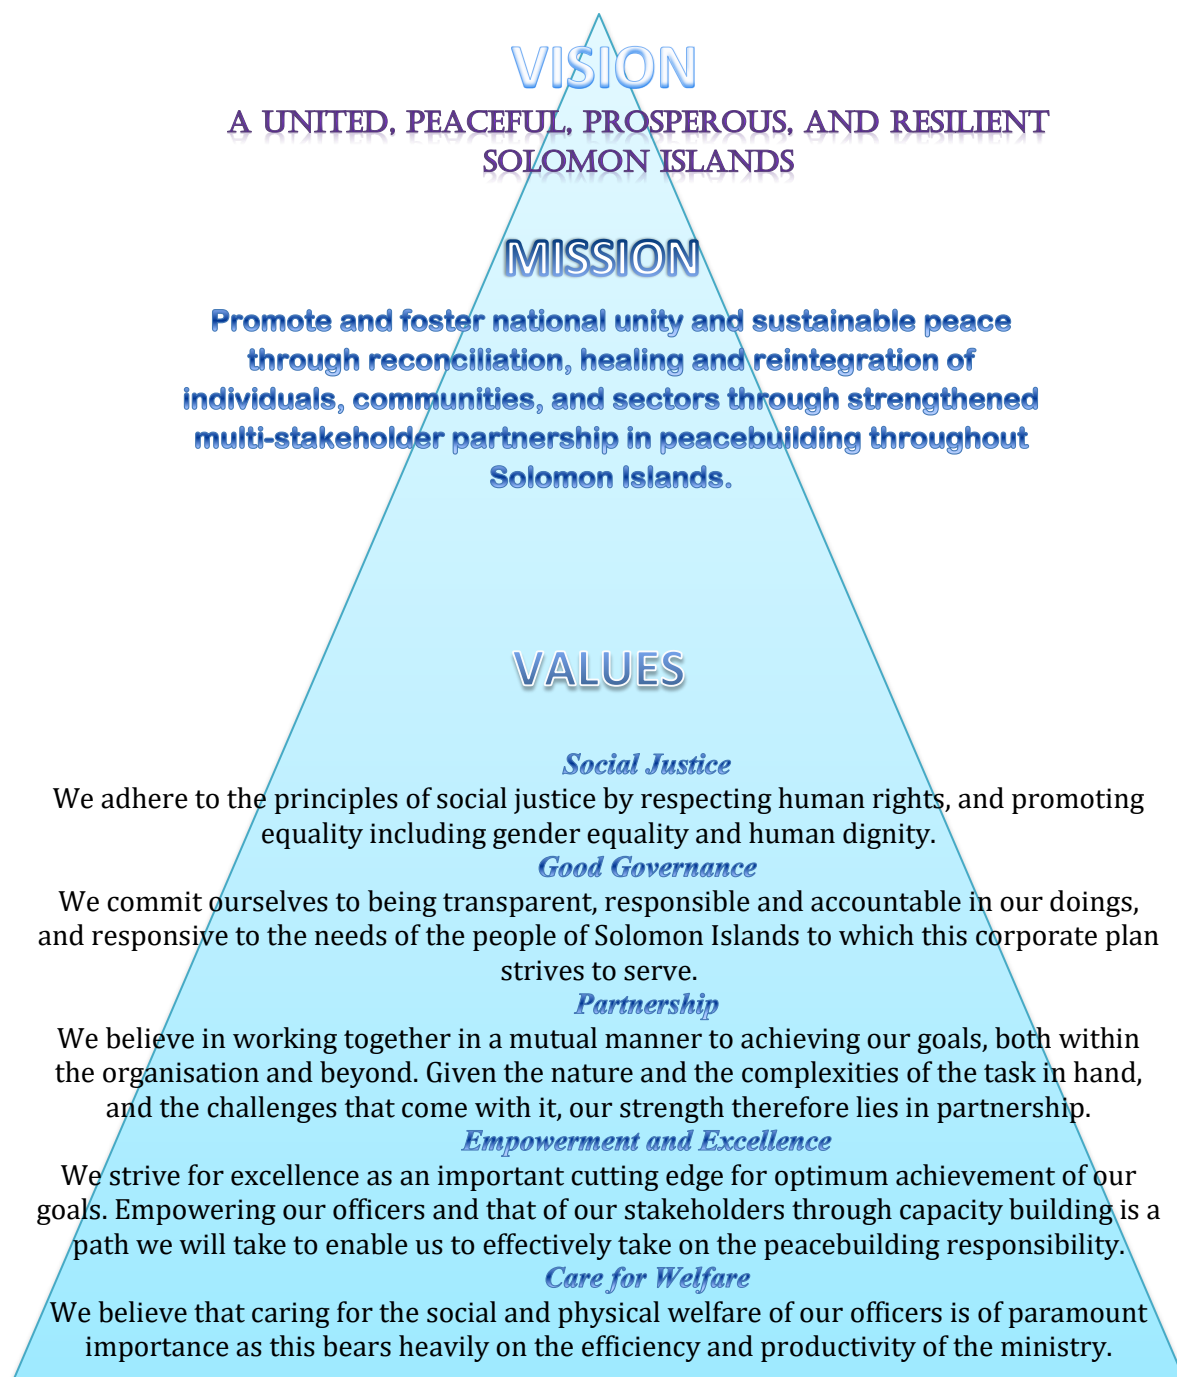 VISION
A UNITED, PEACEFUL, PROSPEROUS, AND RESILIENT
SOLOMON ISLANDS
MISSION
Promote and foster national unity and sustainable peace
through reconciliation, healing and reintegration of
individuals, communities, and sectors through strengthened
multi-stakeholder partnership in peacebuilding throughout
Solomon Islands.
VALUES
Social Justice
We adhere to the principles of social justice by respecting human rights, and promoting
equality including gender equality and human dignity.
Good Governance
We commit ourselves to being transparent, responsible and accountable in our doings,
and responsive to the needs of the people of Solomon Islands to which this corporate plan
strives to serve.
Partnership
We believe in working together in a mutual manner to achieving our goals, both within
the organisation and beyond. Given the nature and the complexities of the task in hand,
and the challenges that come with it, our strength therefore lies in partnership.
Empowerment and Excellence
We strive for excellence as an important cutting edge for optimum achievement of our
goals. Empowering our officers and that of our stakeholders through capacity building is a
path we will take to enable us to effectively take on the peacebuilding responsibility.
Care for Welfare
We believe that caring for the social and physical welfare of our officers is of paramount
importance as this bears heavily on the efficiency and productivity of the ministry.